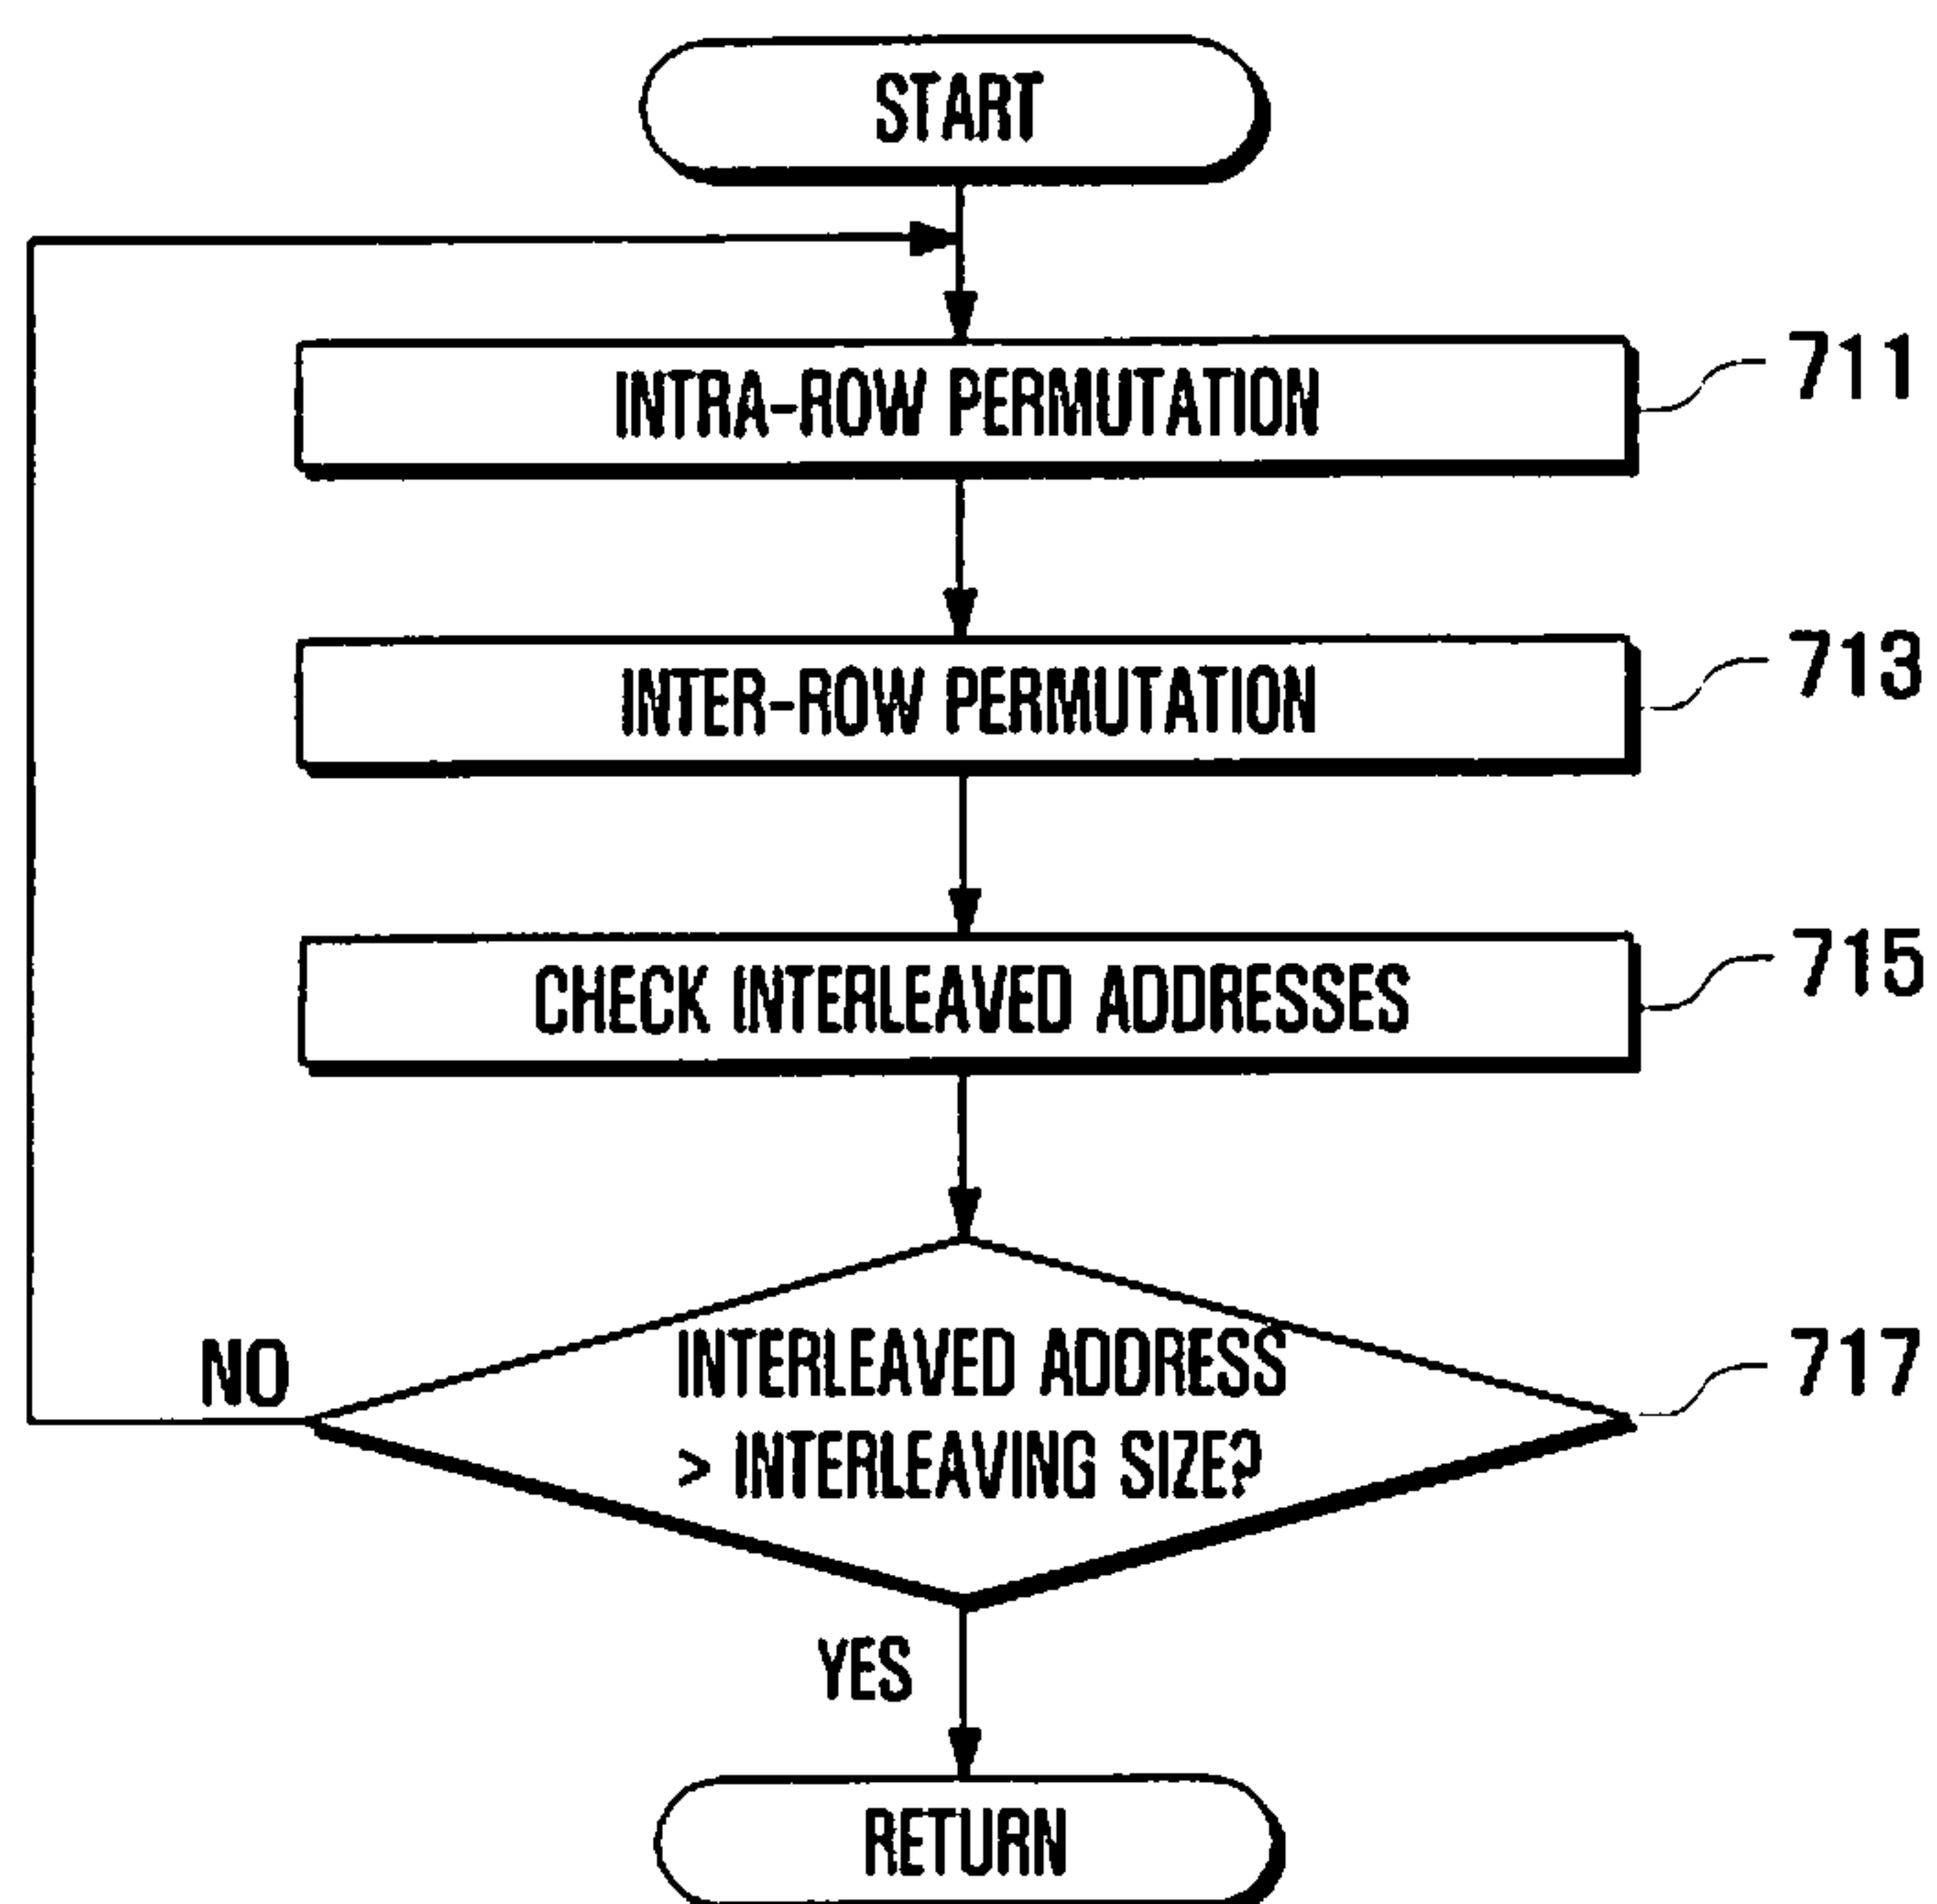 START
INTRA-ROW PERMUTATION
711
INTER-ROW PERMUTATION
713
CHECK INTERLEAVED ADDRESSES
715
NO
INTERLEAVED ADDRESS
> INTERLEAVING SIZE?
717
YES
RETURN